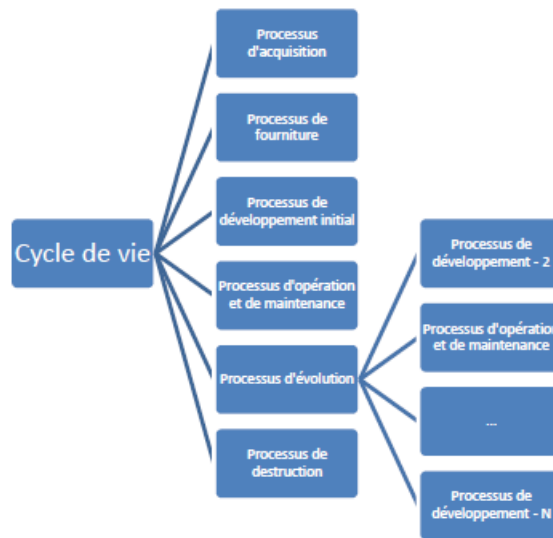 Processus
d'acquisition
Processus de
fourniture
Processus de
développement initial
Cycle de vie
Processus d'opération
et de maintenance
Processus d'évolution
Processus de
destruction
Processus de
développement - 2
Processus d'opération
et de maintenance
...
Processus de
développement - N